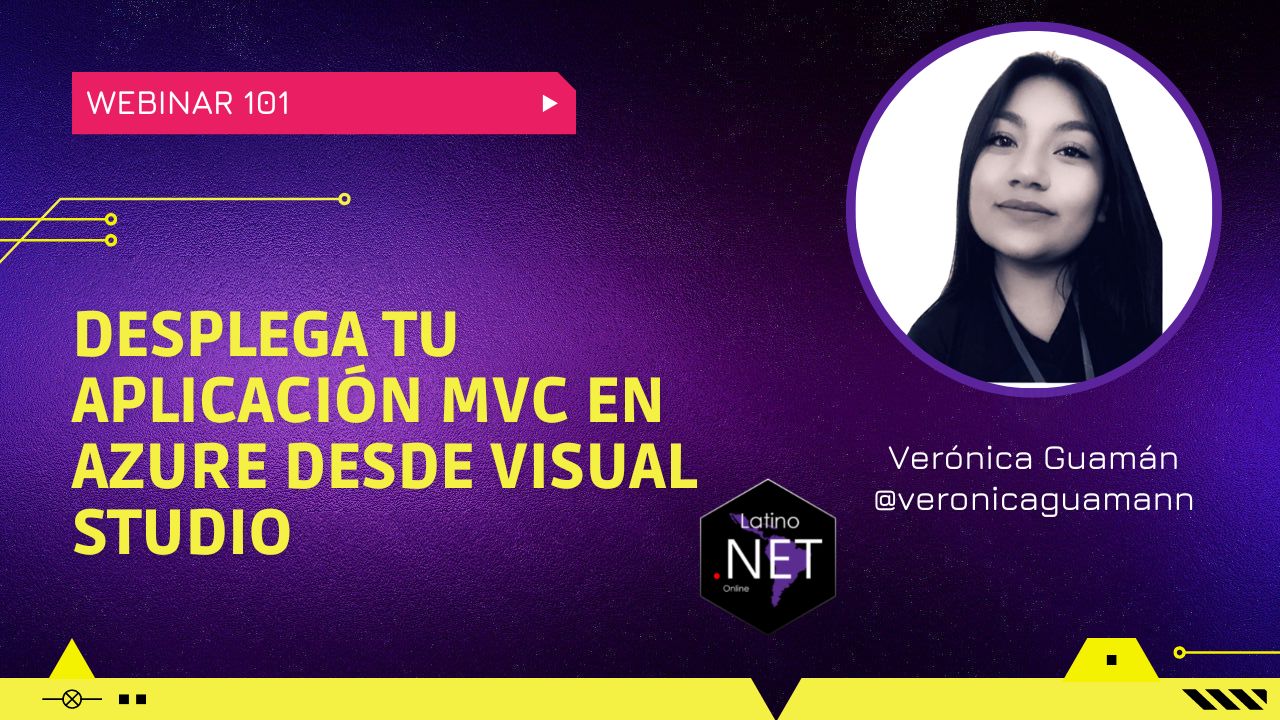 WEBINAR 101
DESPLEGA TU
APLICACIÓN MVC EN
AZURE DESDE VISUAL
STUDIO
Verónica Guamán
@veronicaguamann
Latino
.NET
Online